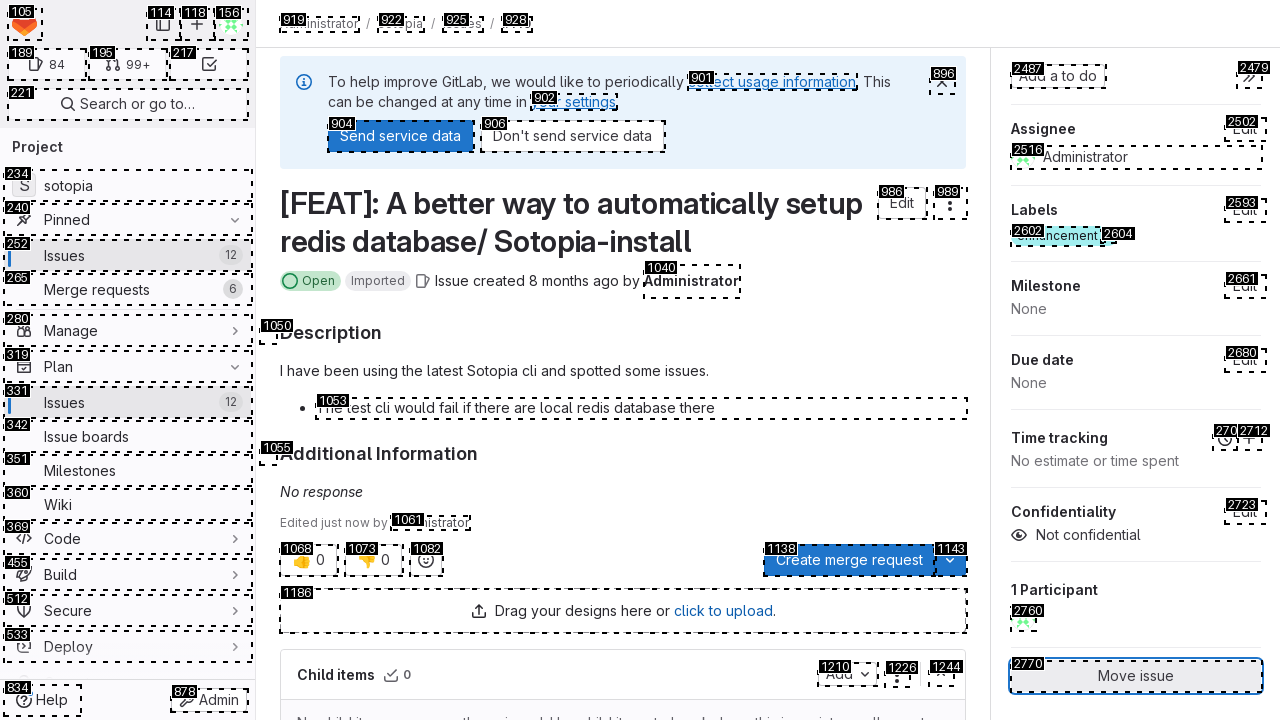 105
114
118
156
189
84
195
99+
217
221
Search or go to…
Project
234
S
sotopia
240
Pinned
252
Issues
12
265
Merge requests
6
280
Manage
319
Plan
331
Issues
12
342
Issue boards
351
Milestones
360
Wiki
369
Code
455
Build
512
Secure
533
Deploy
834
Help
878
Admin
919
922
925
928
/ / /
To help improve GitLab, we would like to periodically 901 collect usage information. This
can be changed at any time in 902 your settings.
896
904
Send service data
906
Don't send service data
[FEAT]: A better way to automatically setup
redis database/ Sotopia-install
986
Edit
989
Open
Imported
Issue created 8 months ago by
1040
Administrator
1050
Description
I have been using the latest Sotopia cli and spotted some issues.
1053
The test cli would fail if there are local redis database there
1055
Additional Information
No response
Edited just now by
1061
1068
0
1073
0
1082
1138
Create merge request
1143
1186
Drag your designs here or click to upload.
Child items
0
1210
Add
1226
1244
2487
Add a to do
2479
Assignee
2502
Edit
2516
Administrator
Labels
2593
Edit
2602
enhancement
2604
Milestone
2661
Edit
None
Due date
2680
Edit
None
Time tracking
270
2712
No estimate or time spent
Confidentiality
2723
Edit
Not confidential
1 Participant
2760
2770
Move issue